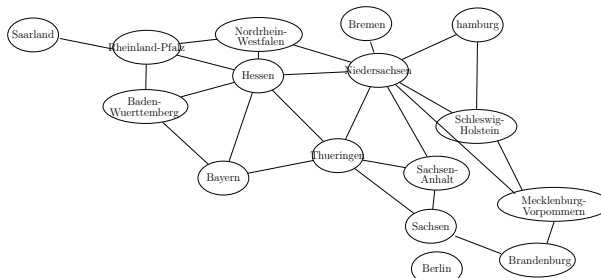 Saarland
Rheinland-Pfalz
Nordrhein-
Westfalen
Bremen
hamburg
Hessen
Niedersachsen
Baden-
Wuerttemberg
Schleswig-
Holstein
Thueringen
Bayern
Sachsen-
Anhalt
Mecklenburg-
Vorpommern
Sachsen
Brandenburg
Berlin